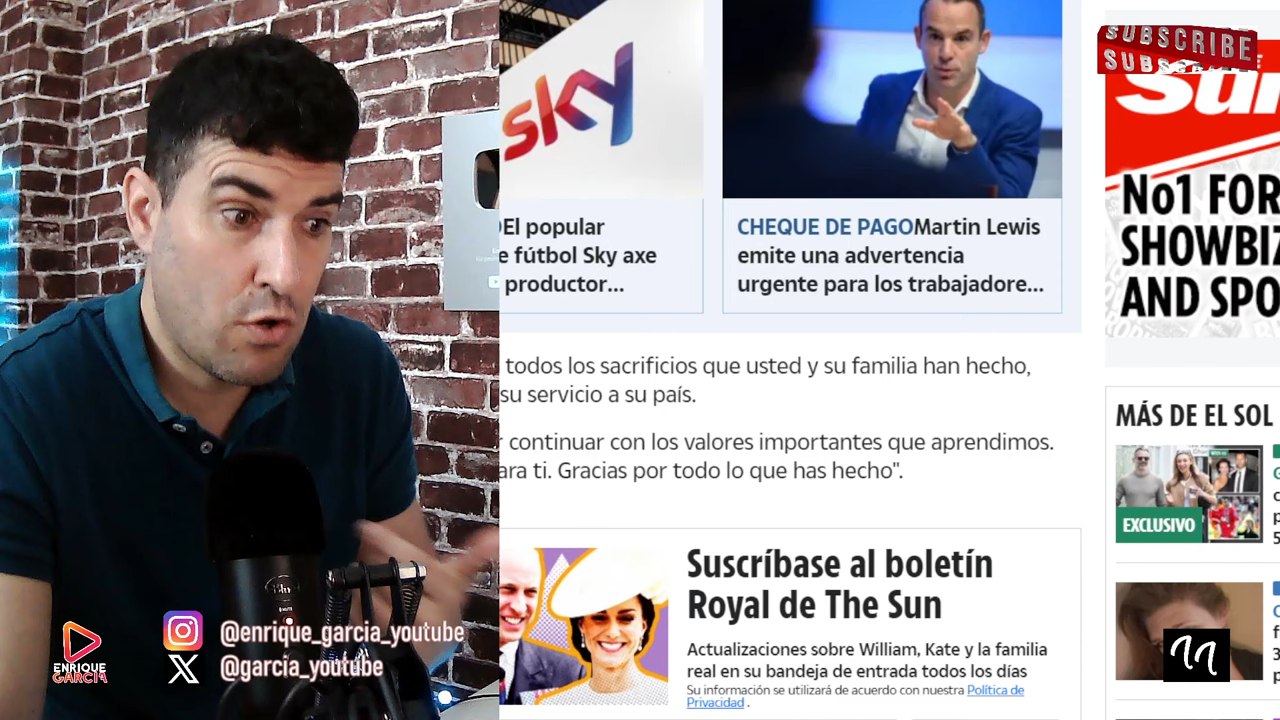 SUBSCRIBE
SUBSCRIBE
sky
Sun
El popular
e fútbol Sky axe
productor...
CHEQUE DE PAGOMartin Lewis
emite una advertencia
urgente para los trabajadore...
No1 FOR
SHOWBIZ
AND SPO
todos los sacrificios que usted y su familia han hecho,
su servicio a su país.
continuar con los valores importantes que aprendimos.
ara ti. Gracias por todo lo que has hecho".
MÁS DE EL SOL
EXCLUSIVO
Suscríbase al boletín
Royal de The Sun
Actualizaciones sobre William, Kate y la familia
real en su bandeja de entrada todos los días
Su información se utilizará de acuerdo con nuestra Política de
Privacidad .
Blue
@enrique_garcia_youtube
@garcia_youtube
ENRIQUE
GARCIA